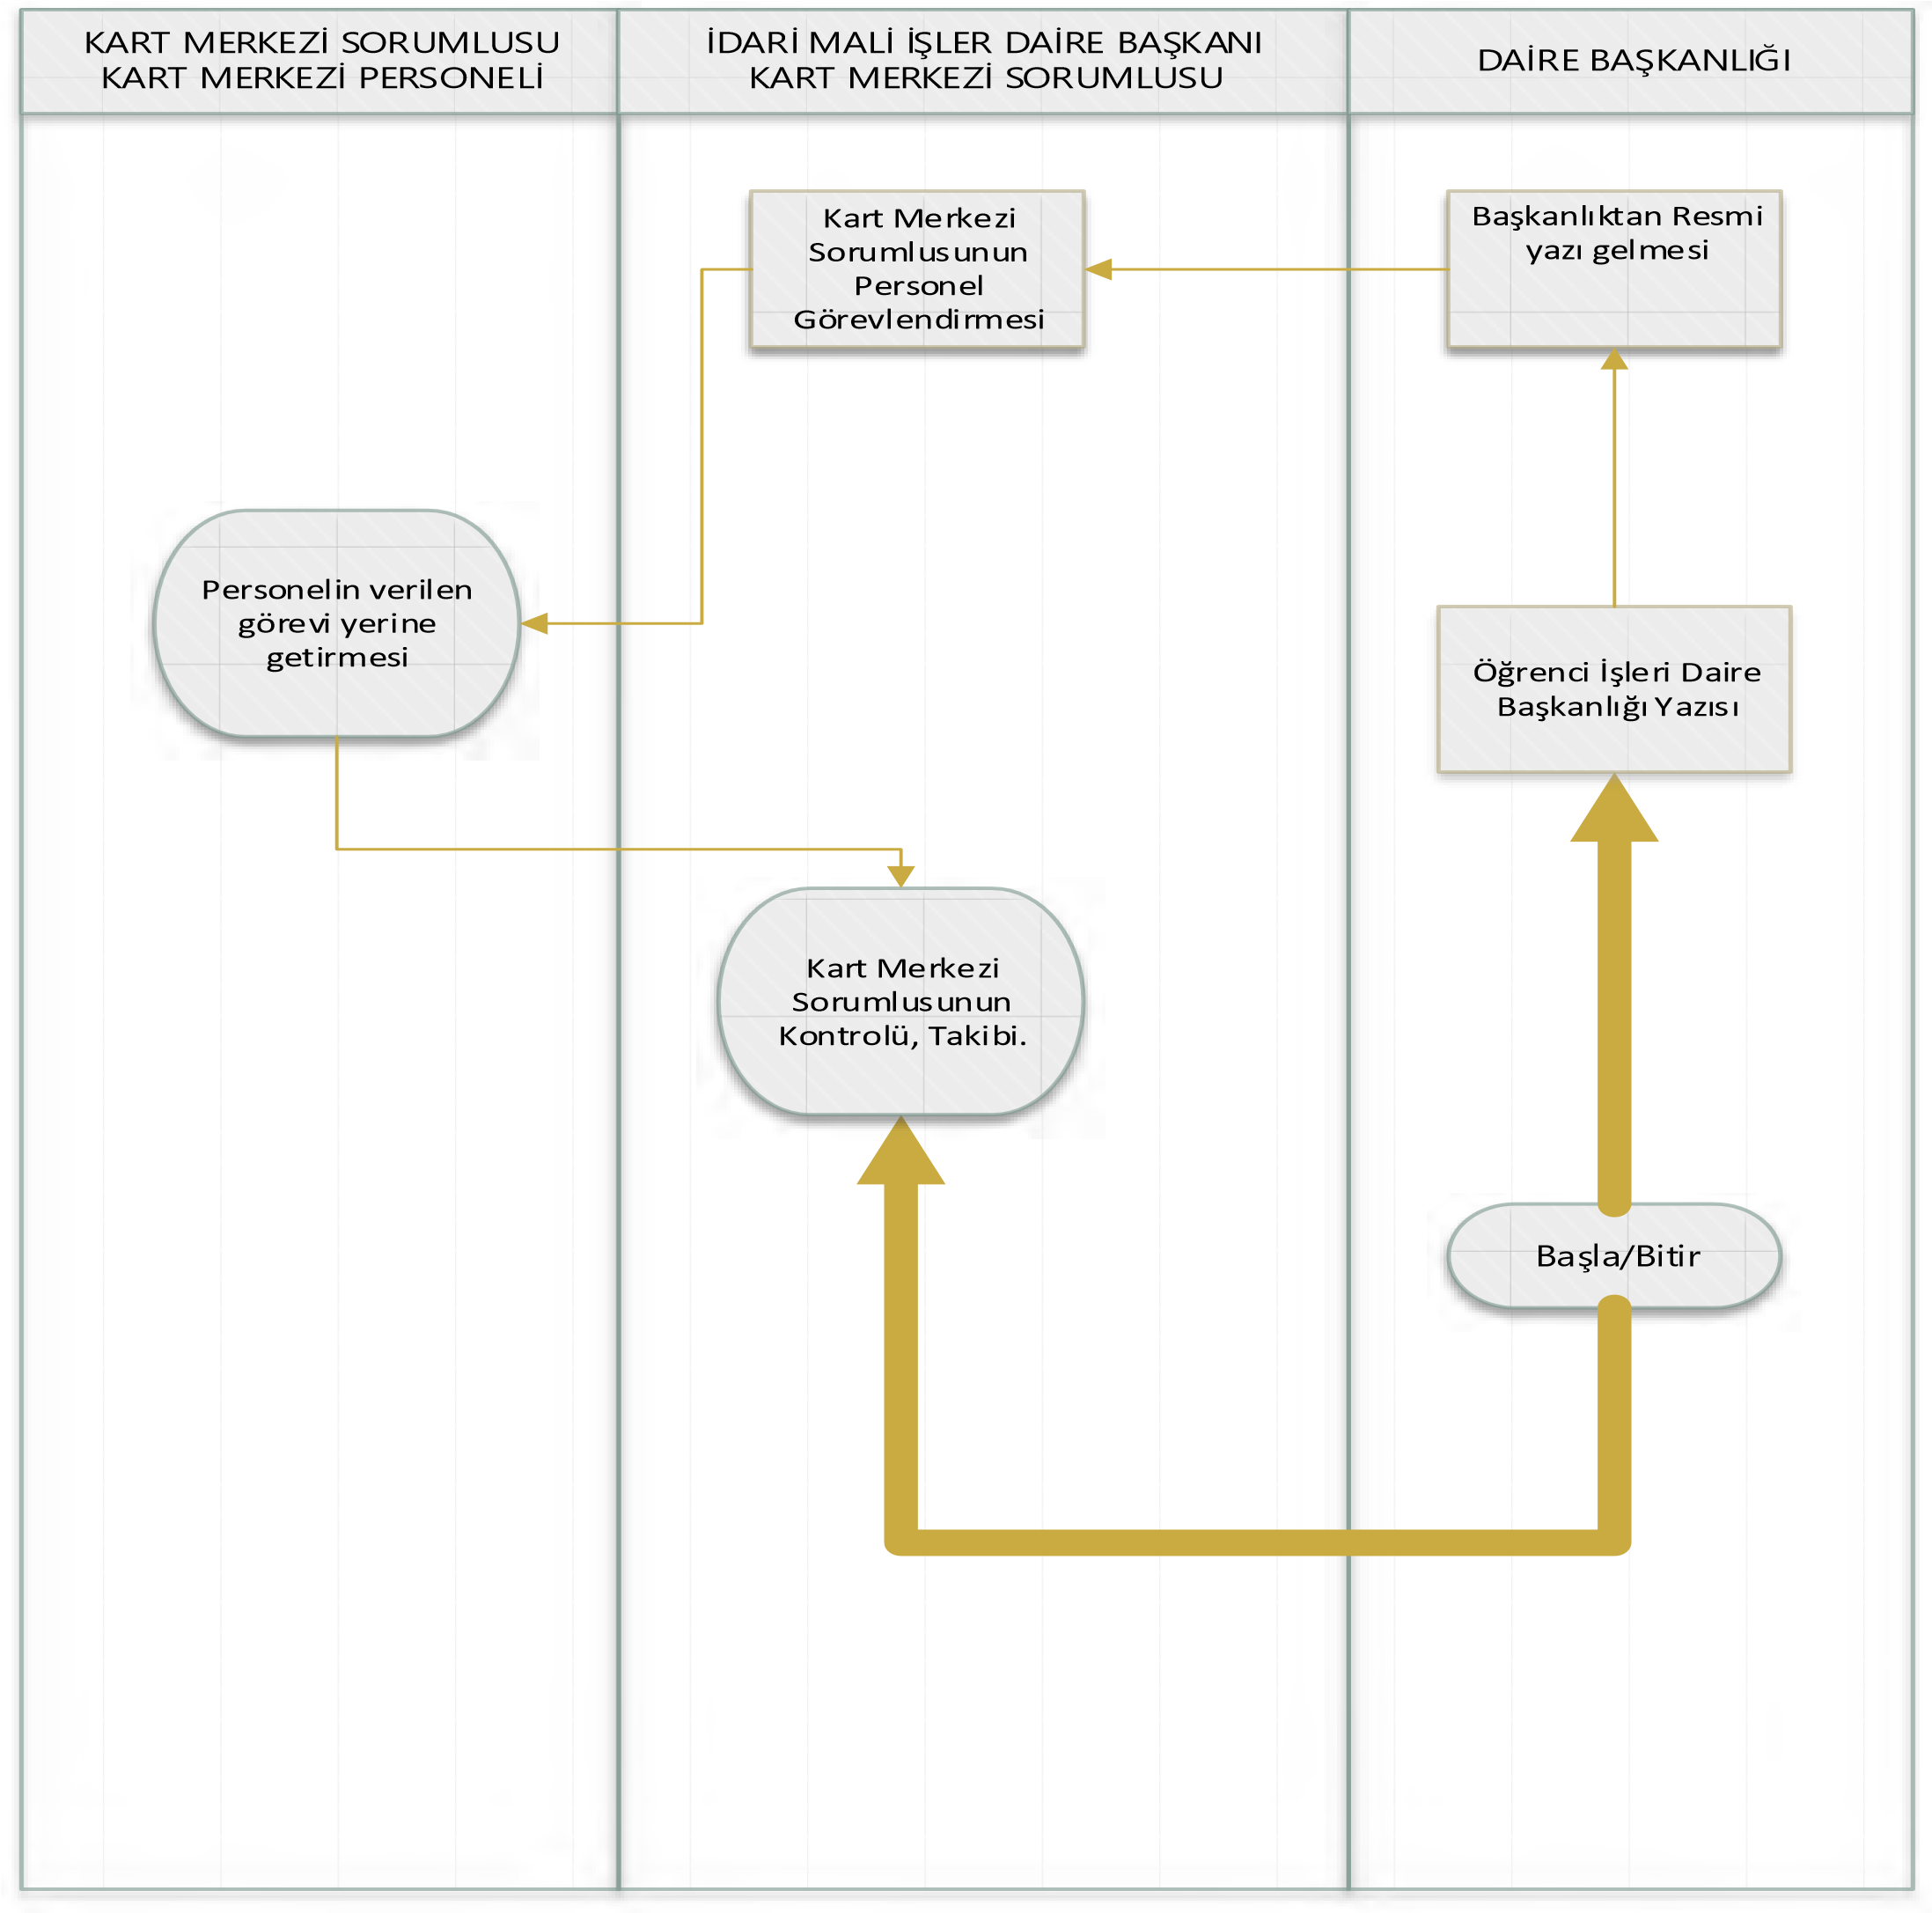 KART MERKEZİ SORUMLUSU
KART MERKEZİ PERSONELİ
İDARİ MALİ İŞLER DAİRE BAŞKANI
KART MERKEZİ SORUMLUSU
DAİRE BAŞKANLIĞI
Kart Merkezi
Sorumlusunun
Personel
Görevlendirmesi
Başkanlıktan Resmi
yazı gelmesi
Personelin verilen
görevi yerine
getirmesi
Öğrenci İşleri Daire
Başkanlığı Yazısı
Kart Merkezi
Sorumlusunun
Kontrolü, Takibi.
Başla/Bitir